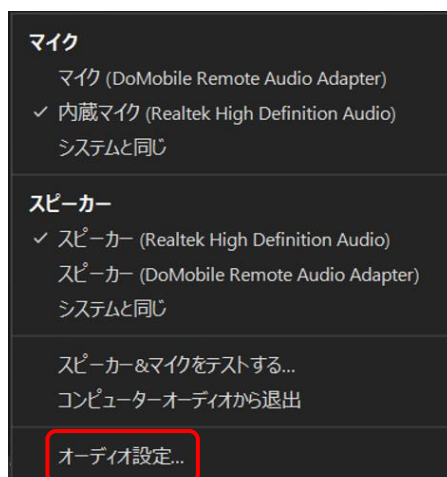 マイク
マイク (DoMobile Remote Audio Adapter)
✓ 内蔵マイク (Realtek High Definition Audio)
システムと同じ
スピーカー
✓ スピーカー (Realtek High Definition Audio)
スピーカー (DoMobile Remote Audio Adapter)
システムと同じ
スピーカー&マイクをテストする...
コンピューターオーディオから退出
オーディオ設定...